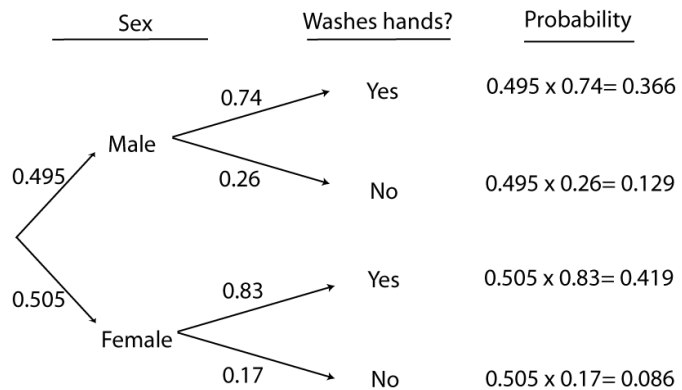 Sex Washes hands? Probability
0.74 Yes 0.495 x 0.74= 0.366
Male
0.495 0.26 No 0.495 x 0.26= 0.129
0.505 0.83 Yes 0.505 x 0.83= 0.419
Female
0.17 No 0.505 x 0.17= 0.086